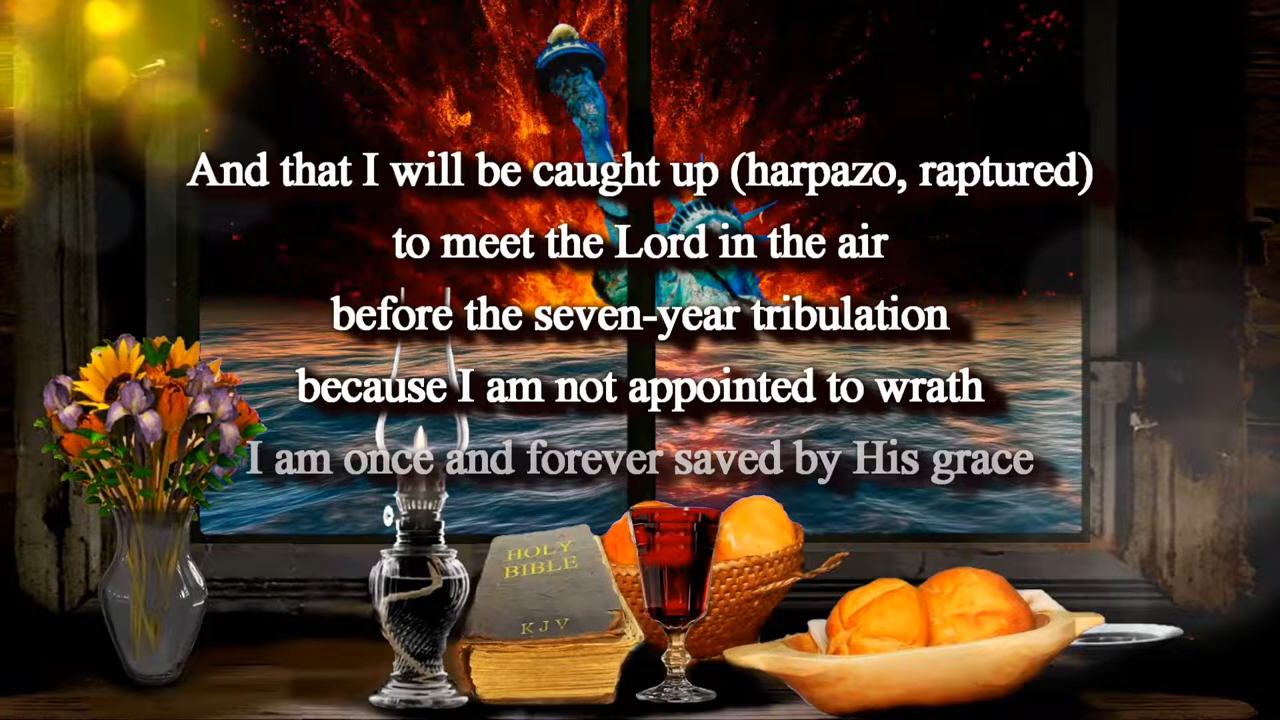 And that I will be caught up (harpazo, raptured)
to meet the Lord in the air
before the seven-year tribulation
because I am not appointed to wrath
I am once and forever saved by His grace
HOLY
BIBLE
KJV